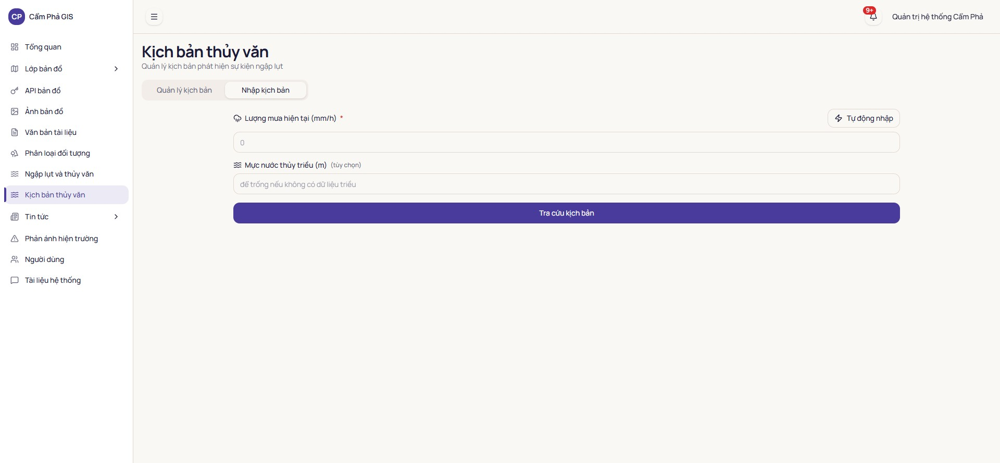 CP Cẩm Phả GIS
Tổng quan
Lớp bản đồ
API bản đồ
Ảnh bản đồ
Văn bản tài liệu
Phân loại đối tượng
Ngập lụt và thủy văn
Kịch bản thủy văn
Tin tức
Phản ánh hiện trường
Người dùng
Tài liệu hệ thống
9+
Quản trị hệ thống Cẩm Phả
Kịch bản thủy văn
Quản lý kịch bản phát hiện sự kiện ngập lụt
Quản lý kịch bản Nhập kịch bản
Lượng mưa hiện tại (mm/h) * Tự động nhập
0
Mực nước thủy triều (m) (tùy chọn)
để trống nếu không có dữ liệu triều
Tra cứu kịch bản